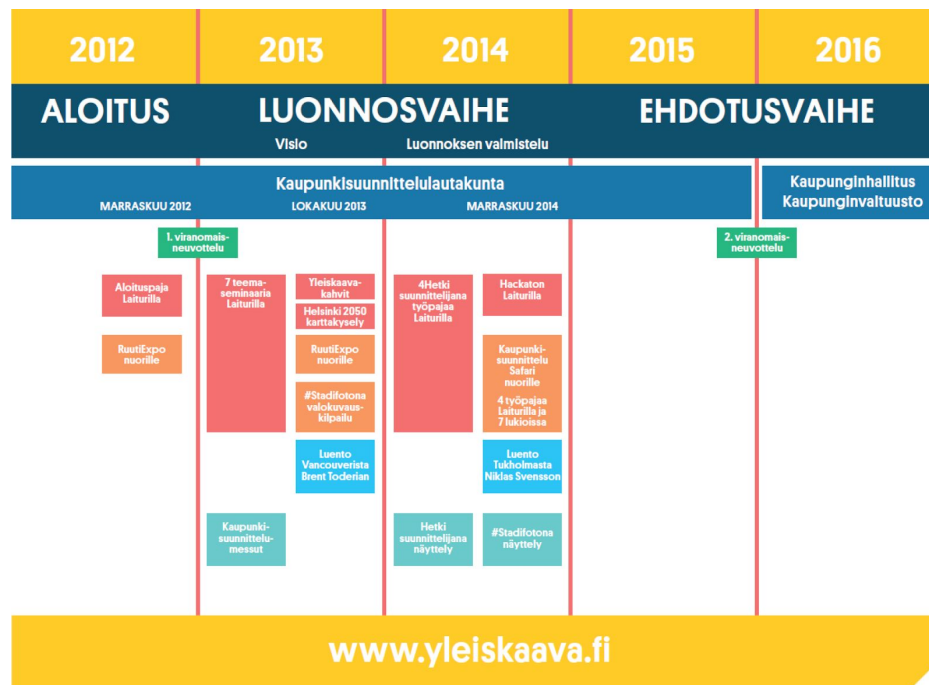 2012
2013
2014
2015
2016
ALOITUS
LUONNOSVAIHE
EHDOTUSVAIHE
Visio
Luonnoksen valmistelu
Kaupunkisuunnittelulautakunta
MARRASKUU 2012
LOKAKUU 2013
MARRASKUU 2014
Kaupunginhallitus
Kaupunginvaltuusto
1. viranomais-
neuvottelu
2. viranomais-
neuvottelu
Aloituspaja
Laiturilla
RuutiExpo
nuorille
7 teema-
seminaaria
Laiturilla
Kaupunki-
suunnittelu-
messut
Yleiskaava-
kahvit
Helsinki 2050
karttakysely
RuutiExpo
nuorille
#Stadifotona
valokuvaus-
kilpailu
Luento
Vancouverista
Brent Toderian
4Hetki
suunnittelijana
työpajaa
Laiturilla
Hetki
suunnittelijana
näyttely
Hackaton
Laiturilla
Kaupunki-
suunnittelu
Safari
nuorille
4 työpajaa
Laiturilla ja
7 lukioissa
Luento
Tukholmasta
Niklas Svensson
#Stadifotona
näyttely
www.yleiskaava.fi